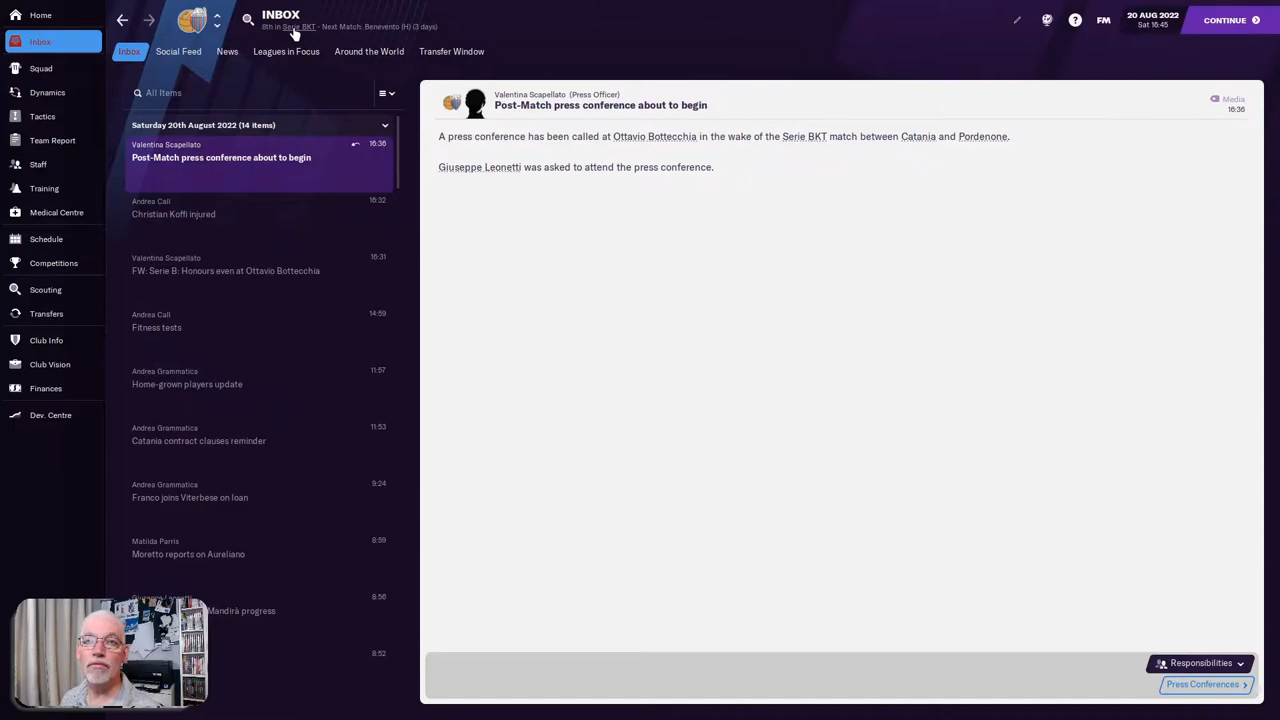 Home
Inbox
Squad
Dynamics
Tactics
Team Report
Staff
Training
Medical Centre
Schedule
Competitions
Scouting
Transfers
Club Info
Club Vision
Finances
Dev. Centre
INBOX
8th in Serie BKT - Next Match: Benevento (H) (3 days)
FM
20 AUG 2022
Sat 16:45
CONTINUE
Inbox
Social Feed
News
Leagues in Focus
Around the World
Transfer Window
All Items
Saturday 20th August 2022 (14 items)
Valentina Scapellato 16:36
Post-Match press conference about to begin
Andrea Calì 16:32
Christian Koffi injured
Valentina Scapellato 16:31
FW: Serie B: Honours even at Ottavio Bottecchia
Andrea Calì 14:59
Fitness tests
Andrea Grammatica 11:57
Home-grown players update
Andrea Grammatica 11:53
Catania contract clauses reminder
Andrea Grammatica 9:24
Franco joins Viterbese on loan
Matilda Parris 8:59
Moretto reports on Aureliano
8:56
Mandirà progress
8:52
Valentina Scapellato (Press Officer)
Post-Match press conference about to begin
Media
16:36
A press conference has been called at Ottavio Bottecchia in the wake of the Serie BKT match between Catania and Pordenone.
Giuseppe Leonetti was asked to attend the press conference.
Responsibilities
Press Conferences